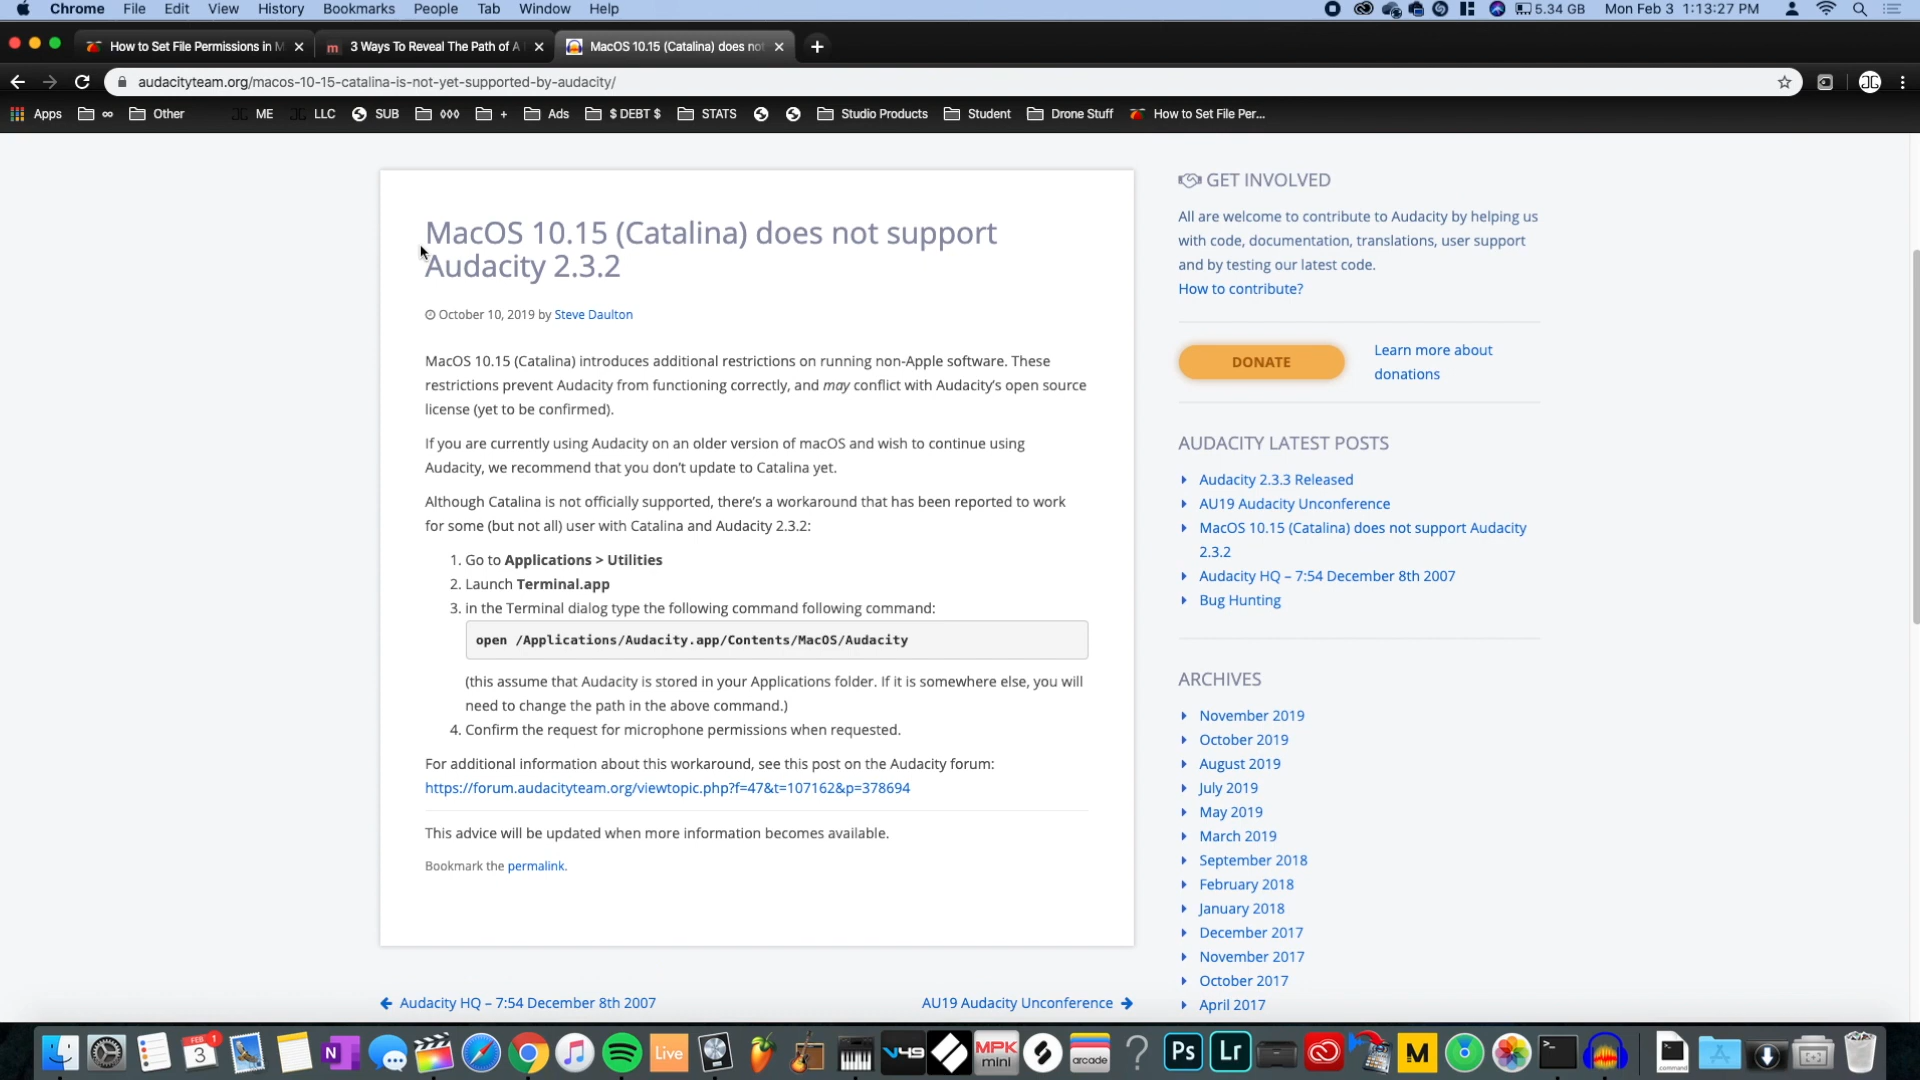 Chrome File Edit View History Bookmarks People Tab Window Help 5.34 GB Mon Feb 3 1:13:27 PM
How to Set File Permissions in M 3 Ways To Reveal The Path of A MacOS 10.15 (Catalina) does not
audacityteam.org/macos-10-15-catalina-is-not-yet-supported-by-audacity/
Apps ∞ Other ME LLC SUB ◊◊◊ + Ads $ DEBT $ STATS Studio Products Student Drone Stuff How to Set File Per...
MacOS 10.15 (Catalina) does not support
Audacity 2.3.2
October 10, 2019 by Steve Daulton
MacOS 10.15 (Catalina) introduces additional restrictions on running non-Apple software. These
restrictions prevent Audacity from functioning correctly, and may conflict with Audacity's open source
license (yet to be confirmed).
If you are currently using Audacity on an older version of macOS and wish to continue using
Audacity, we recommend that you don't update to Catalina yet.
Although Catalina is not officially supported, there's a workaround that has been reported to work
for some (but not all) user with Catalina and Audacity 2.3.2:
1. Go to Applications > Utilities
2. Launch Terminal.app
3. in the Terminal dialog type the following command following command:
open /Applications/Audacity.app/Contents/MacOS/Audacity
(this assume that Audacity is stored in your Applications folder. If it is somewhere else, you will
need to change the path in the above command.)
4. Confirm the request for microphone permissions when requested.
For additional information about this workaround, see this post on the Audacity forum:
https://forum.audacityteam.org/viewtopic.php?f=47&t=107162&p=378694
This advice will be updated when more information becomes available.
Bookmark the permalink.
Audacity HQ – 7:54 December 8th 2007
AU19 Audacity Unconference
GET INVOLVED
All are welcome to contribute to Audacity by helping us
with code, documentation, translations, user support
and by testing our latest code.
How to contribute?
DONATE
Learn more about
donations
AUDACITY LATEST POSTS
Audacity 2.3.3 Released
AU19 Audacity Unconference
MacOS 10.15 (Catalina) does not support Audacity
2.3.2
Audacity HQ – 7:54 December 8th 2007
Bug Hunting
ARCHIVES
November 2019
October 2019
August 2019
July 2019
May 2019
March 2019
September 2018
February 2018
January 2018
December 2017
November 2017
October 2017
April 2017
FEB 3 1 N Live V49 MPK mini arcade ? Ps Lr M command